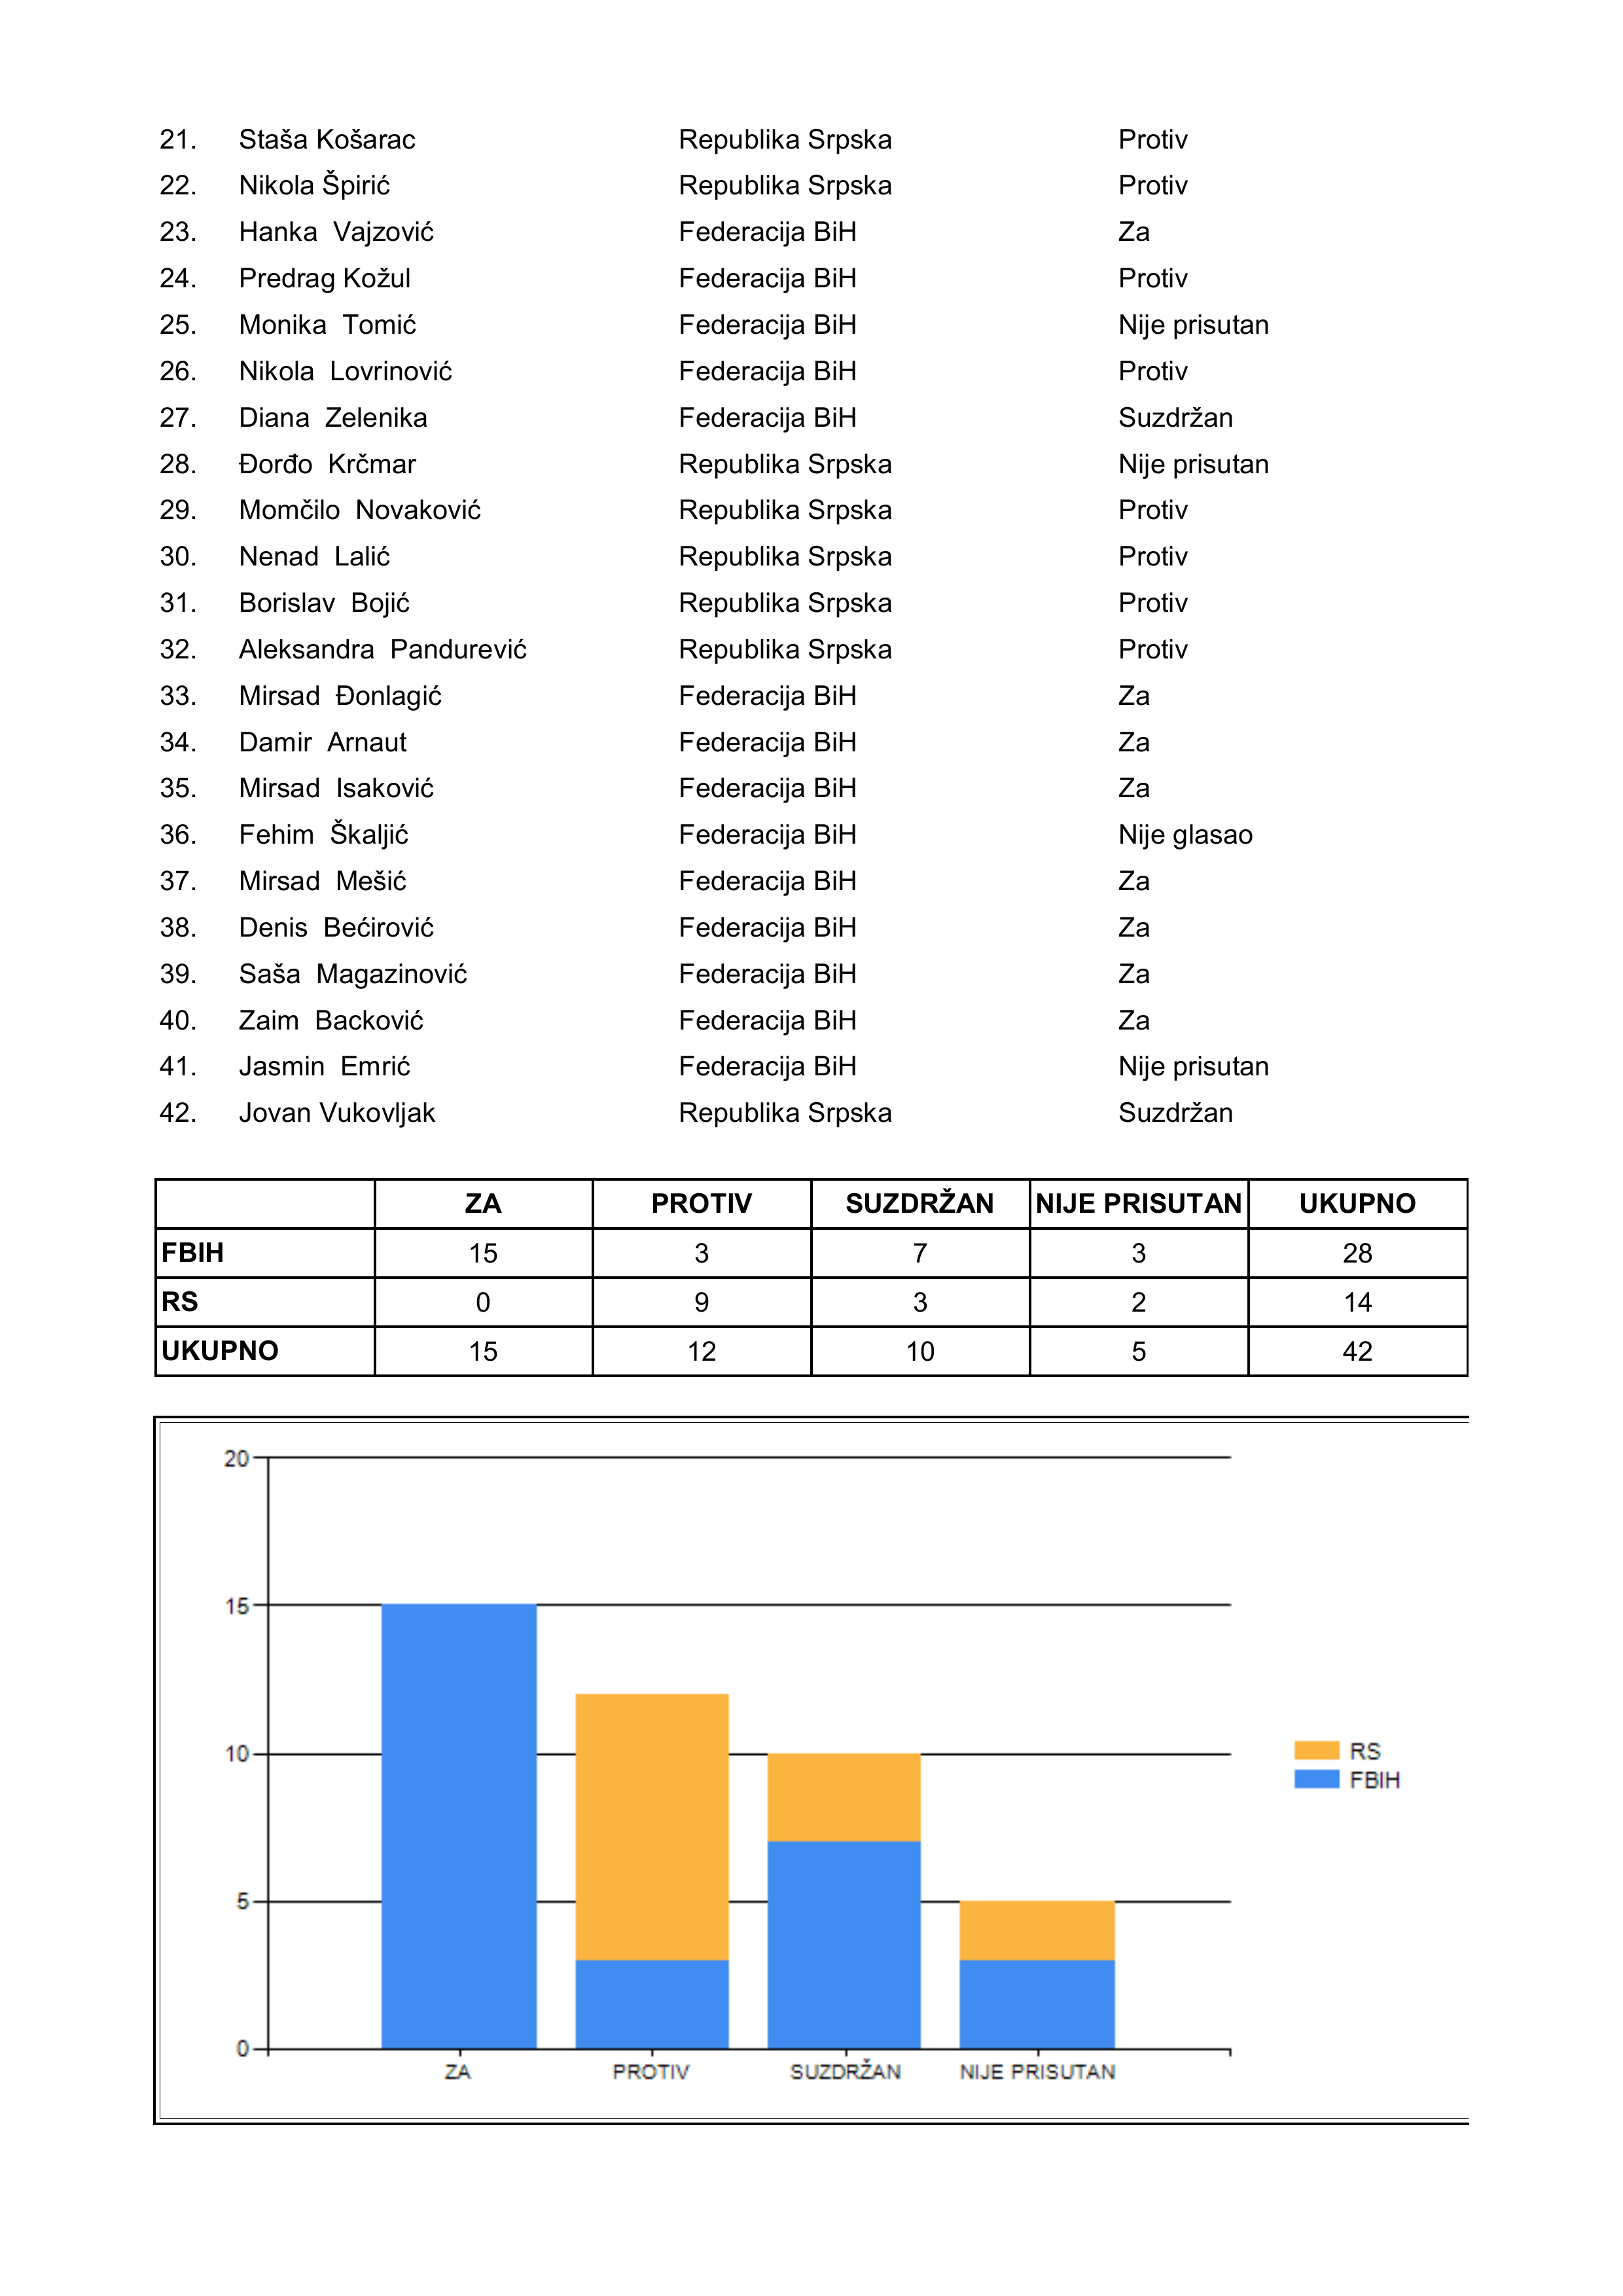 21. Staša Košarac Republika Srpska Protiv
22. Nikola Špirić Republika Srpska Protiv
23. Hanka Vajzović Federacija BiH Za
24. Predrag Kožul Federacija BiH Protiv
25. Monika Tomić Federacija BiH Nije prisutan
26. Nikola Lovrinović Federacija BiH Protiv
27. Diana Zelenika Federacija BiH Suzdržan
28. Đorđo Krčmar Republika Srpska Nije prisutan
29. Momčilo Novaković Republika Srpska Protiv
30. Nenad Lalić Republika Srpska Protiv
31. Borislav Bojić Republika Srpska Protiv
32. Aleksandra Pandurević Republika Srpska Protiv
33. Mirsad Đonlagić Federacija BiH Za
34. Damir Arnaut Federacija BiH Za
35. Mirsad Isaković Federacija BiH Za
36. Fehim Škaljić Federacija BiH Nije glasao
37. Mirsad Mešić Federacija BiH Za
38. Denis Bećirović Federacija BiH Za
39. Saša Magazinović Federacija BiH Za
40. Zaim Backović Federacija BiH Za
41. Jasmin Emrić Federacija BiH Nije prisutan
42. Jovan Vukovljak Republika Srpska Suzdržan
ZA PROTIV SUZDRŽAN NIJE PRISUTAN UKUPNO
FBIH 15 3 7 3 28
RS 0 9 3 2 14
UKUPNO 15 12 10 5 42
20
15
10
5
0
ZA PROTIV SUZDRŽAN NIJE PRISUTAN
RS
FBIH